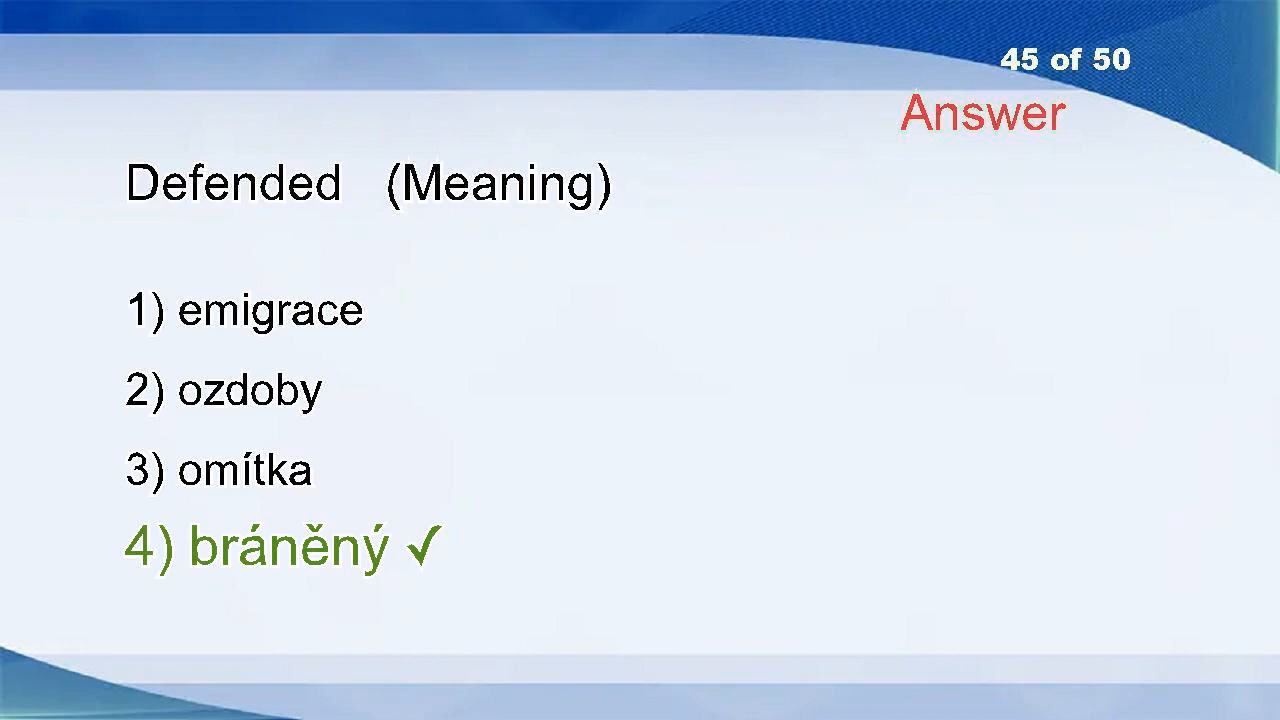 45 of 50
Answer
Defended (Meaning)
1) emigrace
2) ozdoby
3) omítka
4) bráněný ✓